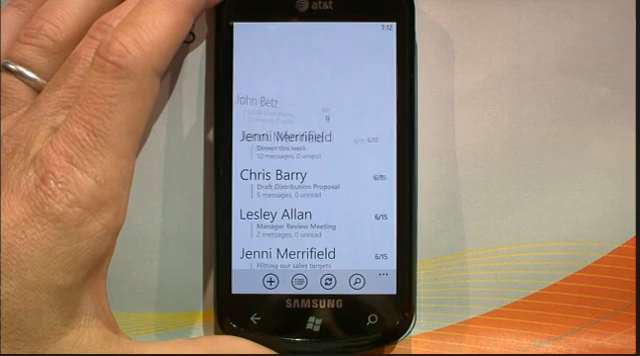 at&t
7:12
John Betz
Jenni Merrifield 6/15
Dinner this week
12 messages, 0 unread
Chris Barry 6/15
Draft Distribution Proposal
5 messages, 0 unread
Lesley Allan 6/15
Manager Review Meeting
2 messages, 0 unread
Jenni Merrifield 6/15
Hitting our sales targets
...
SAMSUNG